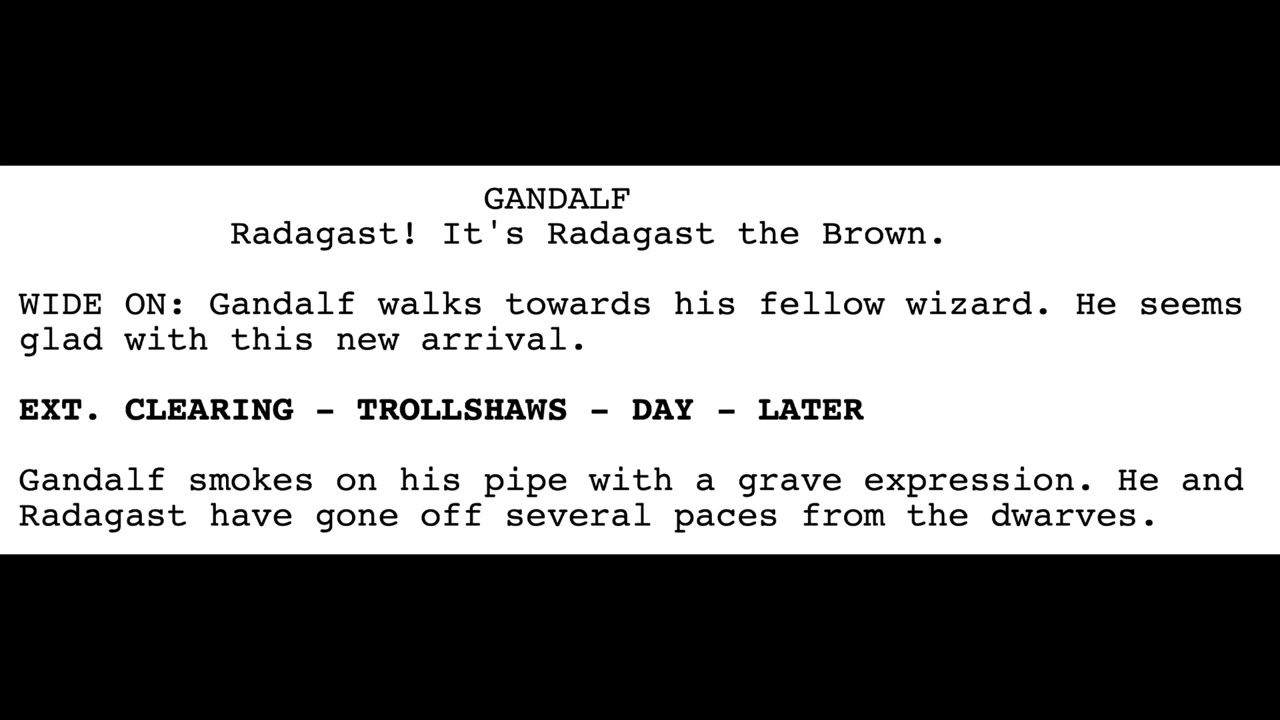 GANDALF
Radagast! It's Radagast the Brown.
WIDE ON: Gandalf walks towards his fellow wizard. He seems
glad with this new arrival.
EXT. CLEARING – TROLLSHAWS – DAY – LATER
Gandalf smokes on his pipe with a grave expression. He and
Radagast have gone off several paces from the dwarves.